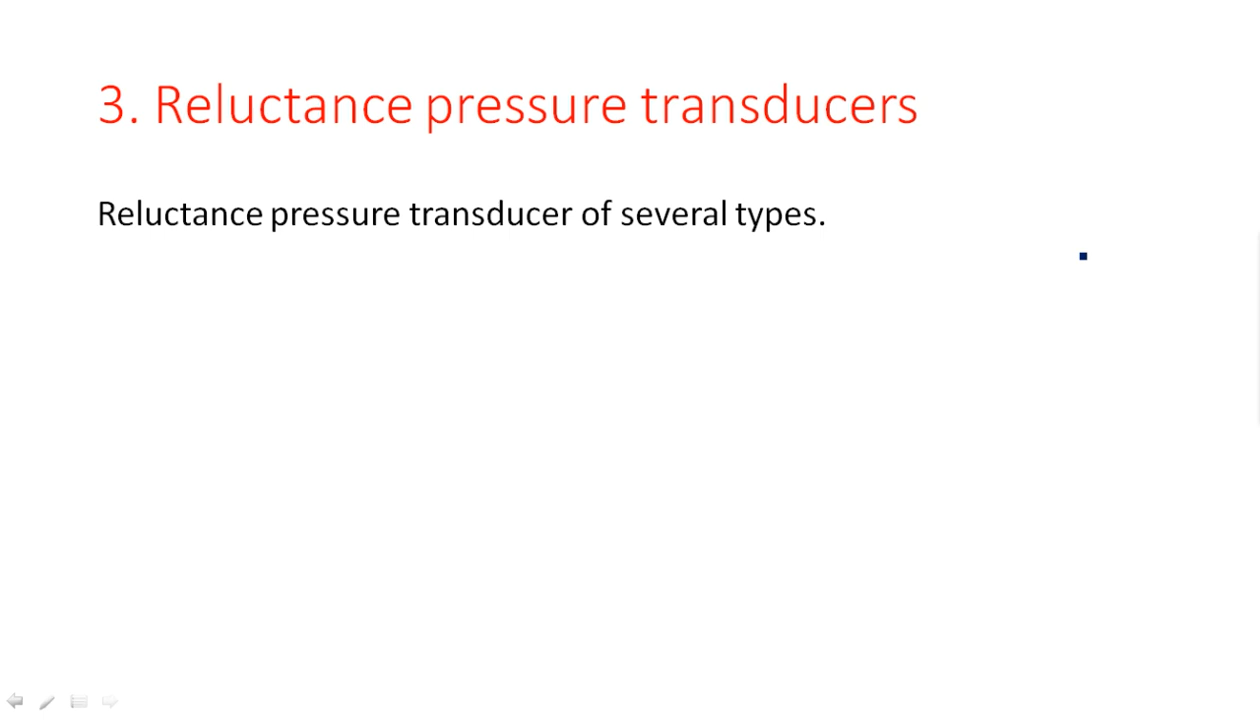 3. Reluctance pressure transducers
Reluctance pressure transducer of several types.